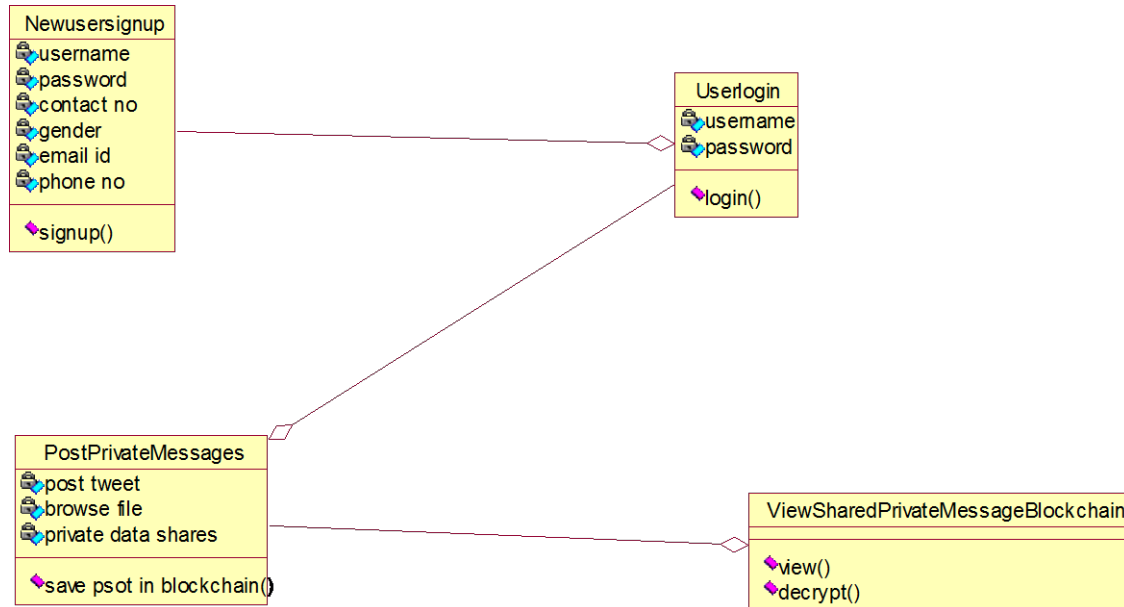 Newusersignup
username
password
contact no
gender
email id
phone no
signup()
Userlogin
username
password
login()
PostPrivateMessages
post tweet
browse file
private data shares
save psot in blockchain()
ViewSharedPrivateMessageBlockchain
view()
decrypt()